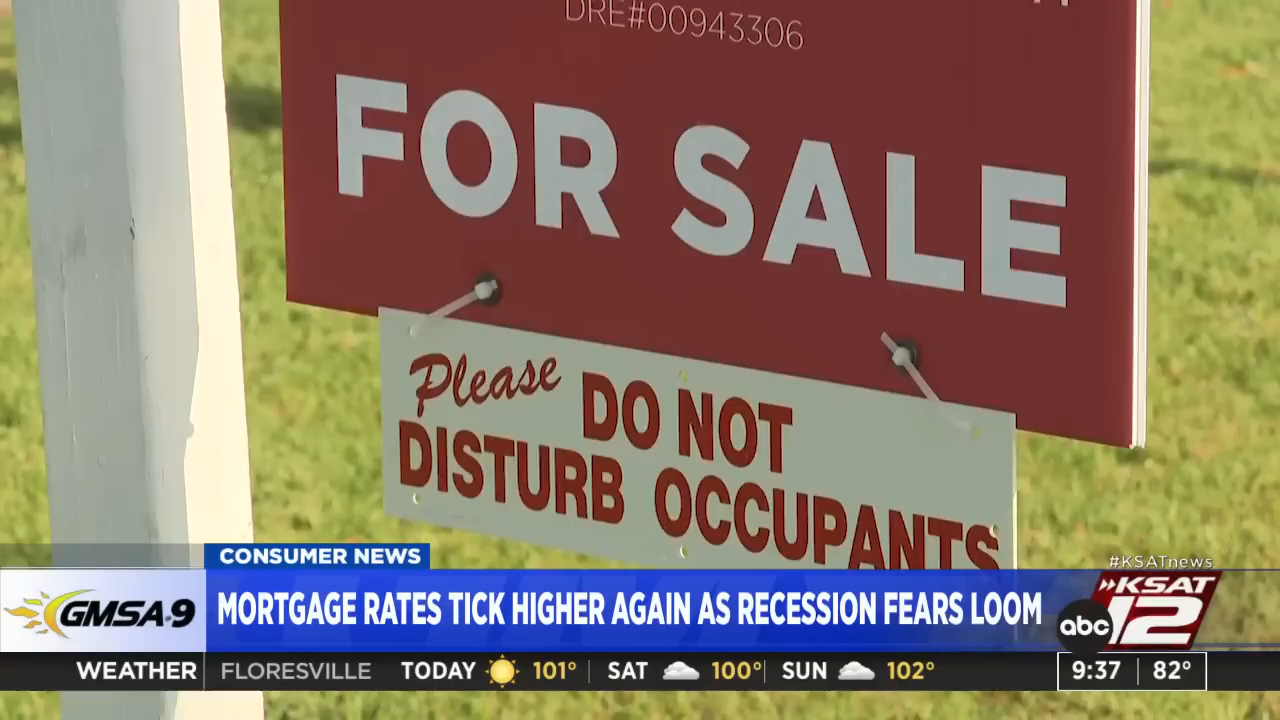 DRE#00943306
FOR SALE
Please DO NOT
DISTURB OCCUPANTS
#KSATnews
CONSUMER NEWS
GMSA@9
MORTGAGE RATES TICK HIGHER AGAIN AS RECESSION FEARS LOOM
abc
KSAT
12
WEATHER FLORESVILLE TODAY 101° SAT 100° SUN 102° 9:37 82°